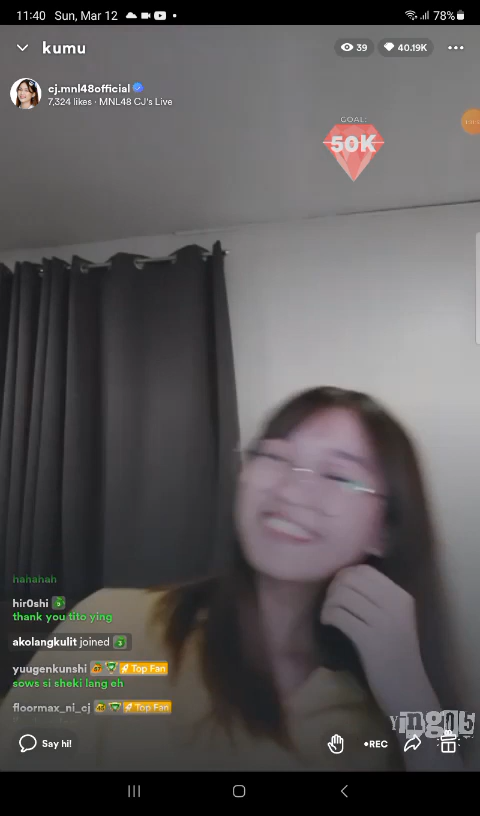 11:40 Sun, Mar 12 78%
kumu 39 40.19K
cj.mnl48official
7,324 likes · MNL48 CJ's Live
GOAL:
50K
hahahah
hir0shi
thank you tito ying
akolangkulit joined
yuugenkunshi Top Fan
sows si sheki lang eh
floormax_ni_cj Top Fan
Ying05
Say hi! •REC